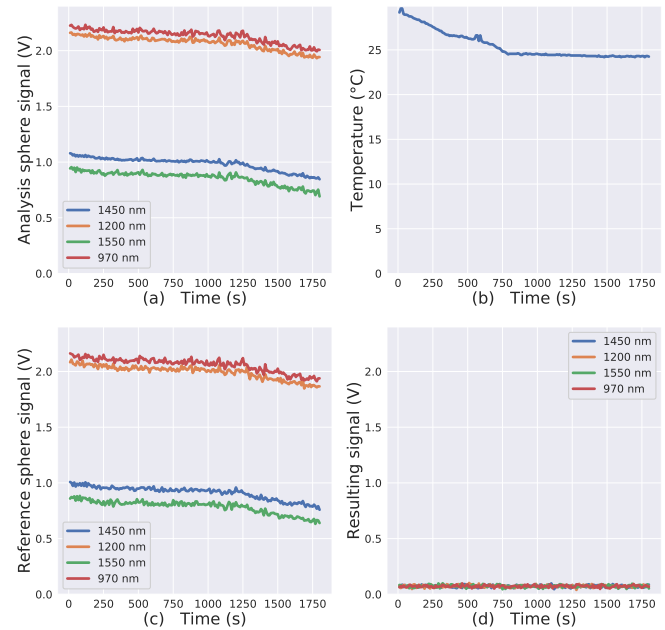 Analysis sphere signal (V)
2.0
1.5
1.0
0.5
0.0
1450 nm
1200 nm
1550 nm
970 nm
0 250 500 750 1000 1250 1500 1750
(a) Time (s)
Temperature (°C)
25
20
15
10
5
0
0 250 500 750 1000 1250 1500 1750
(b) Time (s)
Reference sphere signal (V)
2.0
1.5
1.0
0.5
0.0
1450 nm
1200 nm
1550 nm
970 nm
0 250 500 750 1000 1250 1500 1750
(c) Time (s)
Resulting signal (V)
2.0
1.5
1.0
0.5
0.0
1450 nm
1200 nm
1550 nm
970 nm
0 250 500 750 1000 1250 1500 1750
(d) Time (s)